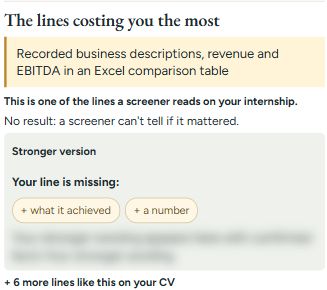 The lines costing you the most
Recorded business descriptions, revenue and
EBITDA in an Excel comparison table
This is one of the lines a screener reads on your internship.
No result: a screener can't tell if it mattered.
Stronger version
Your line is missing:
+ what it achieved + a number
+ 6 more lines like this on your CV